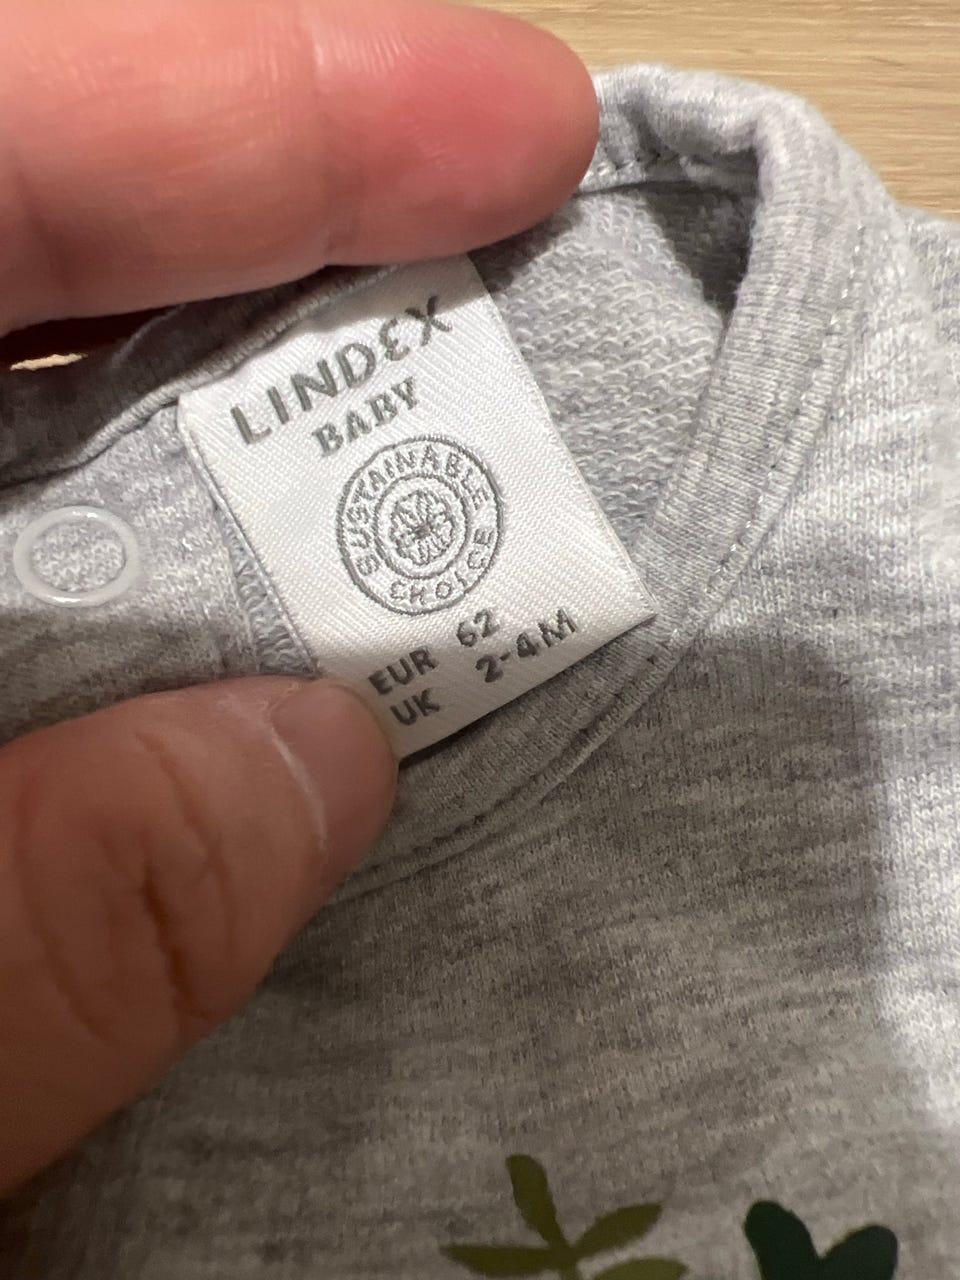 LINDEX
BABY
SUSTAINABLE
CHOICE
EUR 62
UK 2-4M